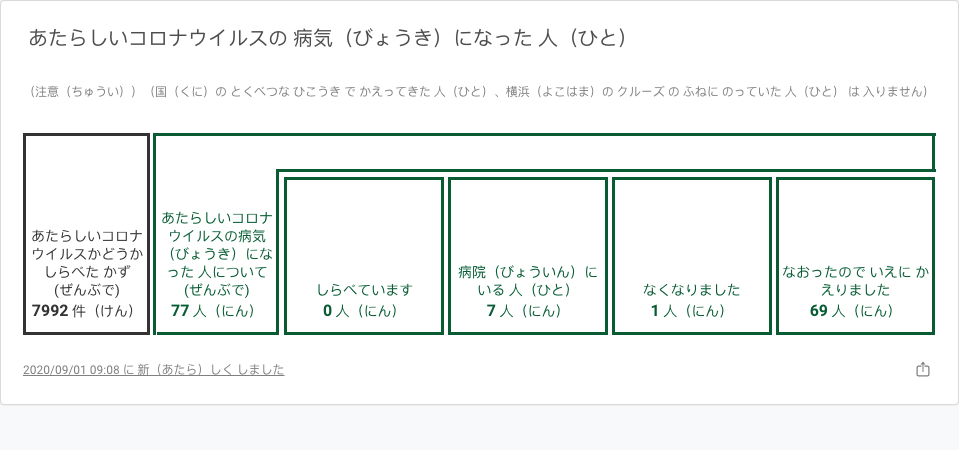 あたらしいコロナウイルスの 病気（びょうき）になった 人（ひと）
（注意（ちゅうい））（国（くに）の とくべつな ひこうき で かえってきた 人（ひと）、横浜（よこはま）の クルーズ の ふねに のっていた 人（ひと） は 入りません）
あたらしいコロナ
ウイルスかどうか
しらべた かず
(ぜんぶで)
7992 件（けん）
あたらしいコロナ
ウイルスの病気
（びょうき）にな
った 人について
(ぜんぶで)
77 人（にん）
しらべています
0 人（にん）
病院（びょういん）に
いる 人（ひと）
7 人（にん）
なくなりました
1 人（にん）
なおったので いえに か
えりました
69 人（にん）
2020/09/01 09:08 に 新（あたら）しく しました